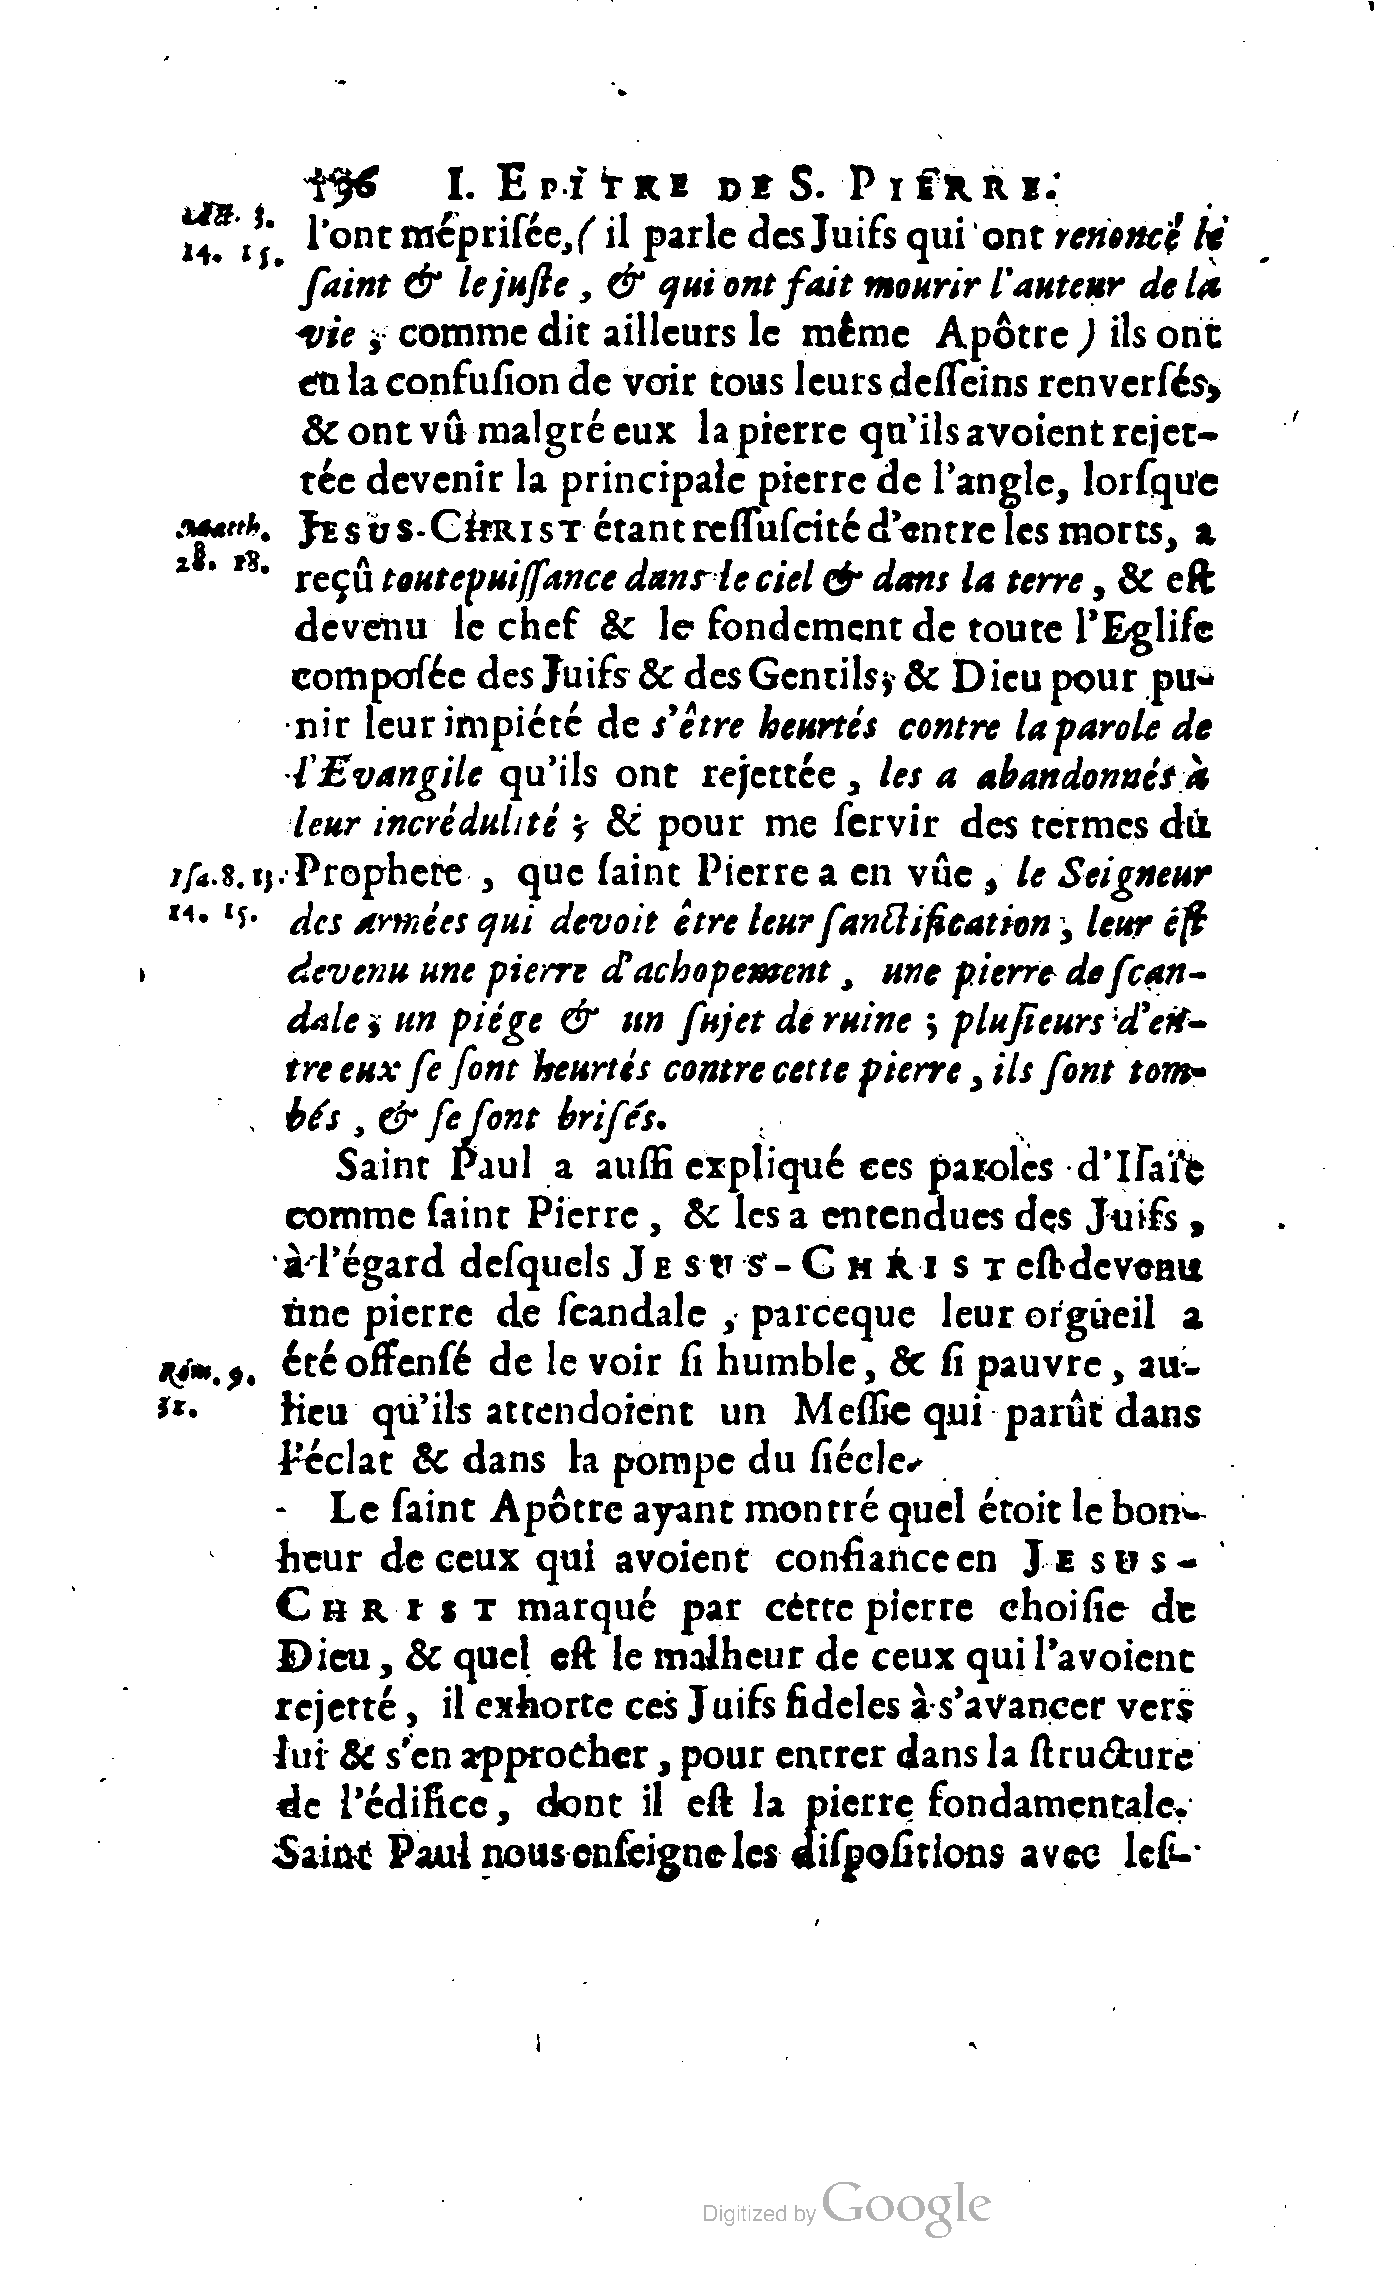 196 I. EPITRE DE S. PIERRE.
Act. 3.
14. 15.
l'ont méprisée, ( il parle des Juifs qui ont renoncé le
ſaint & le juſte, & qui ont fait mourir l'auteur de la
vie ; comme dit ailleurs le même Apôtre ) ils ont
eu la confuſion de voir tous leurs deſſeins renverſés,
& ont vû malgré eux la pierre qu'ils avoient rejet-
tée devenir la principale pierre de l'angle, lorſque
Matth.
28. 18.
JESUS-CHRIST étant reſſuſcité d'entre les morts, a
reçû toute puiſſance dans le ciel & dans la terre, & eſt
devenu le chef & le fondement de toute l'Egliſe
compoſée des Juifs & des Gentils; & Dieu pour pu-
nir leur impiété de s'être heurtés contre la parole de
l'Evangile qu'ils ont rejettée, les a abandonnés à
leur incrédulité ; & pour me ſervir des termes du
Iſa. 8. 13.
14. 15.
Prophete, que ſaint Pierre a en vûe, le Seigneur
des armées qui devoit être leur ſanctification ; leur eſt
devenu une pierre d'achopement, une pierre de ſcan-
dale ; un piége & un ſujet de ruine ; pluſieurs d'en-
tre eux ſe ſont heurtés contre cette pierre, ils ſont tom-
bés, & ſe ſont briſés.
Saint Paul a auſſi expliqué ces paroles d'Iſaïe
comme ſaint Pierre, & les a entendues des Juifs,
à l'égard deſquels JESUS-CHRIST eſt devenu
une pierre de ſcandale, parceque leur orgueil a
Rom. 9.
32.
été offenſé de le voir ſi humble, & ſi pauvre, au-
lieu qu'ils attendoient un Meſſie qui parût dans
l'éclat & dans la pompe du ſiécle.
Le ſaint Apôtre ayant montré quel étoit le bon-
heur de ceux qui avoient confiance en JESUS-
CHRIST marqué par cette pierre choiſie de
Dieu, & quel eſt le malheur de ceux qui l'avoient
rejetté, il exhorte ces Juifs fideles à s'avancer vers
lui & s'en approcher, pour entrer dans la ſtructure
de l'édifice, dont il eſt la pierre fondamentale.
Saint Paul nous enſeigne les diſpoſitions avec leſ-
Digitized by Google